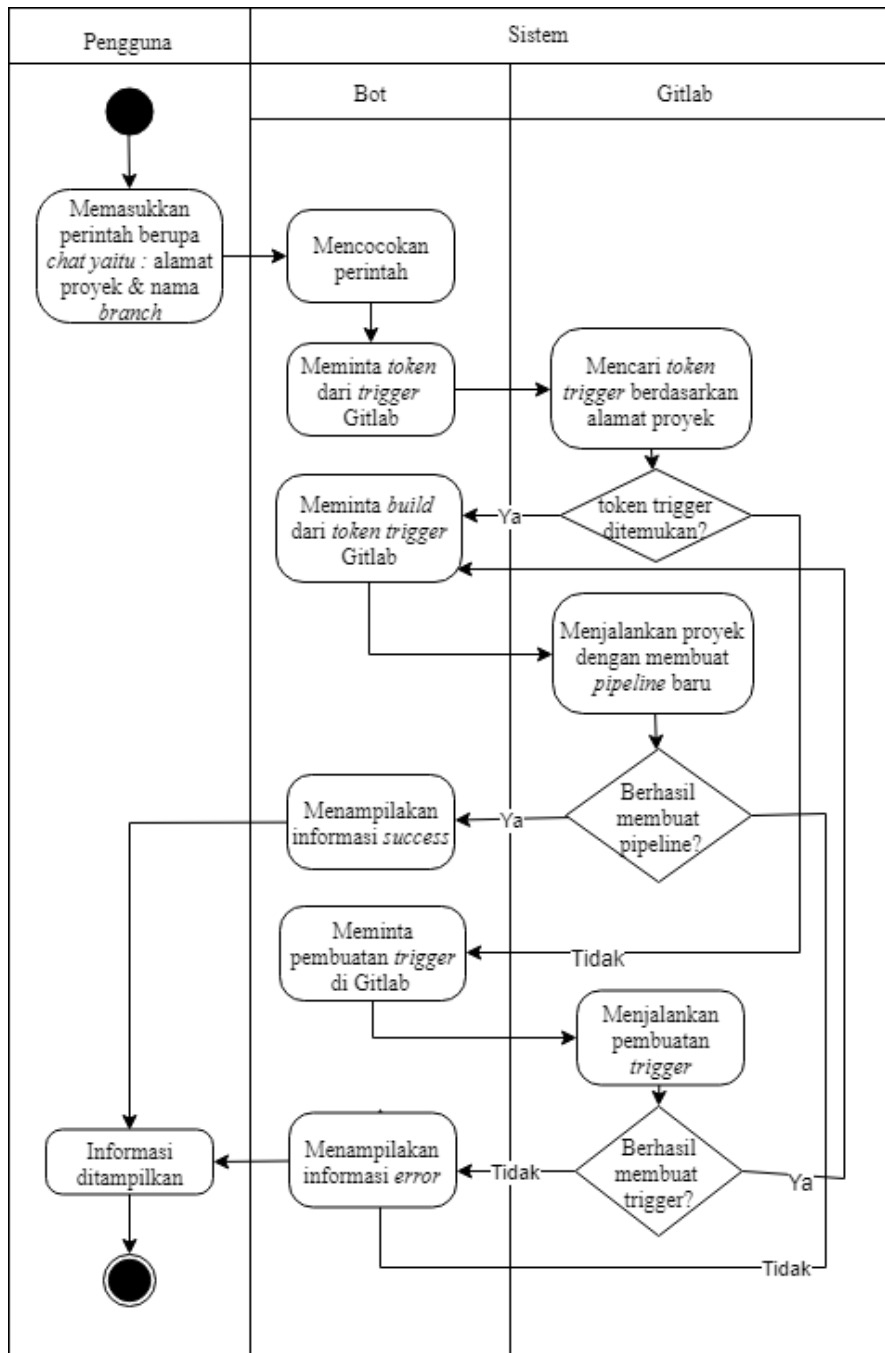 Pengguna
Sistem
Bot
Gitlab
Memasukkan
perintah berupa
chat yaitu : alamat
proyek & nama
branch
Mencocokan
perintah
Meminta token
dari trigger
Gitlab
Mencari token
trigger berdasarkan
alamat proyek
token trigger
ditemukan?
Ya
Meminta build
dari token trigger
Gitlab
Menjalankan proyek
dengan membuat
pipeline baru
Berhasil
membuat
pipeline?
Ya
Menampilakan
informasi success
Meminta
pembuatan trigger
di Gitlab
Tidak
Menjalankan
pembuatan
trigger
Berhasil
membuat
trigger?
Tidak
Ya
Menampilakan
informasi error
Informasi
ditampilkan
Tidak